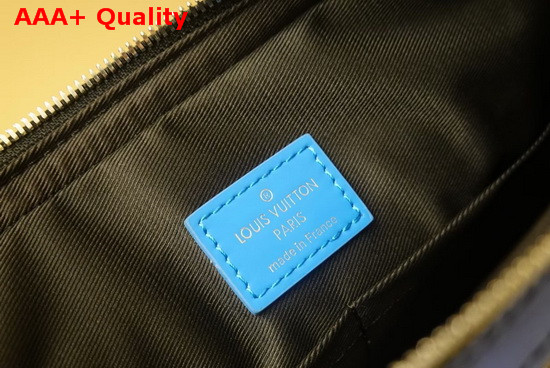 AAA+ Quality
LOUIS VUITTON
PARIS
made in France